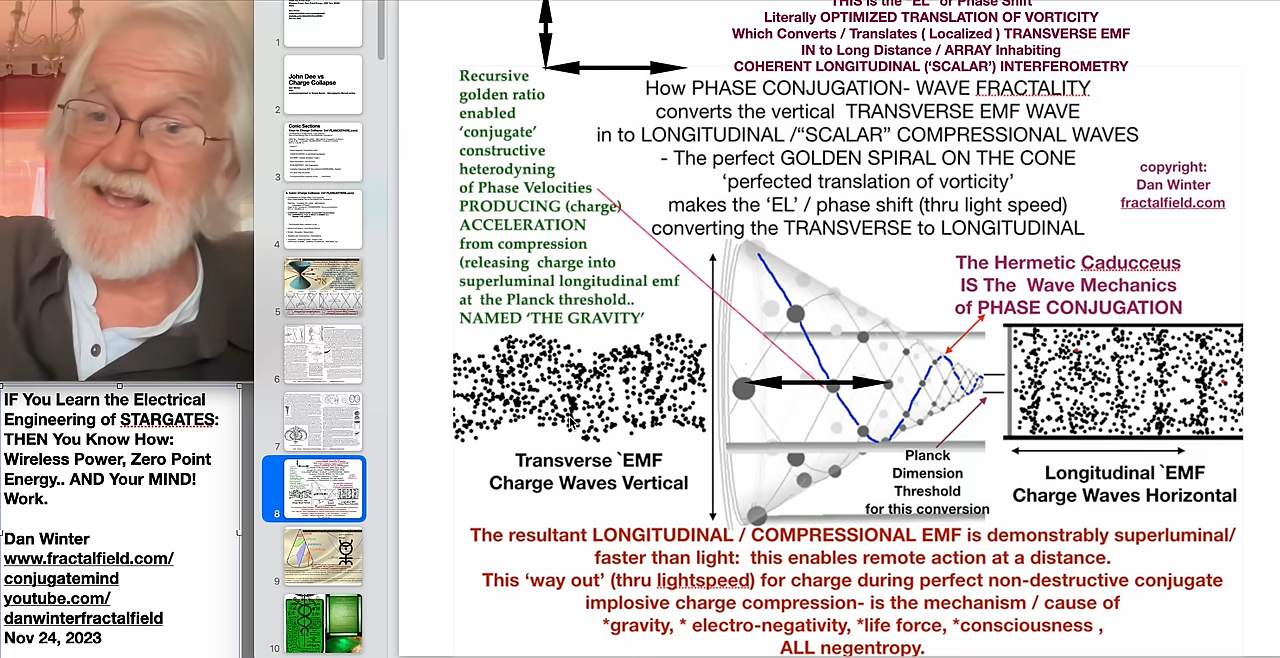 THIS is the "EL" or Phase Shift
Literally OPTIMIZED TRANSLATION OF VORTICITY
Which Converts / Translates ( Localized ) TRANSVERSE EMF
IN to Long Distance / ARRAY Inhabiting
COHERENT LONGITUDINAL ('SCALAR') INTERFEROMETRY
Recursive
golden ratio
enabled
'conjugate'
constructive
heterodyning
of Phase Velocities
PRODUCING (charge)
ACCELERATION
from compression
(releasing charge into
superluminal longitudinal emf
at the Planck threshold..
NAMED 'THE GRAVITY'
How PHASE CONJUGATION- WAVE FRACTALITY
converts the vertical TRANSVERSE EMF WAVE
in to LONGITUDINAL /"SCALAR" COMPRESSIONAL WAVES
- The perfect GOLDEN SPIRAL ON THE CONE
'perfected translation of vorticity'
makes the 'EL' / phase shift (thru light speed)
converting the TRANSVERSE to LONGITUDINAL
copyright:
Dan Winter
fractalfield.com
The Hermetic Caducceus
IS The Wave Mechanics
of PHASE CONJUGATION
Transverse `EMF
Charge Waves Vertical
Planck
Dimension
Threshold
for this conversion
Longitudinal `EMF
Charge Waves Horizontal
The resultant LONGITUDINAL / COMPRESSIONAL EMF is demonstrably superluminal/
faster than light: this enables remote action at a distance.
This 'way out' (thru lightspeed) for charge during perfect non-destructive conjugate
implosive charge compression- is the mechanism / cause of
*gravity, * electro-negativity, *life force, *consciousness ,
ALL negentropy.
IF You Learn the Electrical
Engineering of STARGATES:
THEN You Know How:
Wireless Power, Zero Point
Energy.. AND Your MIND!
Work.
Dan Winter
www.fractalfield.com/
conjugatemind
youtube.com/
danwinterfractalfield
Nov 24, 2023
1
John Dee vs
Charge Collapse
2
Conic Sections
3
4
5
6
7
8
9
10